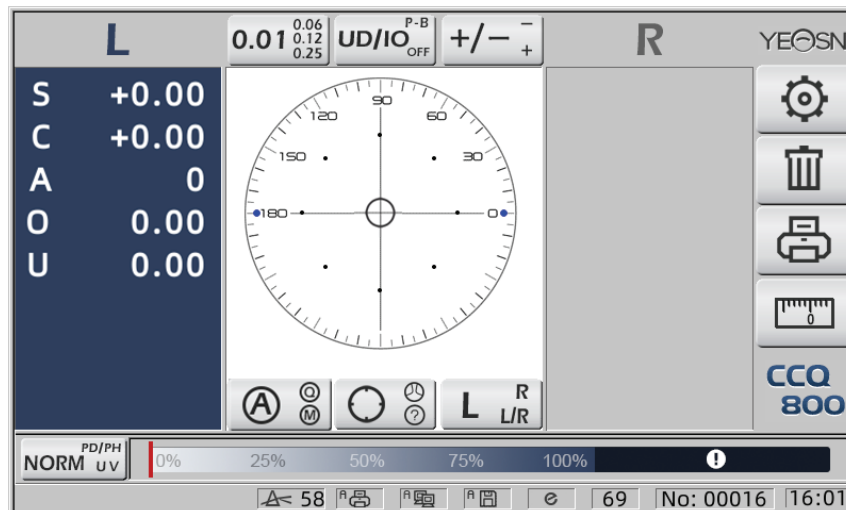 L
0.01 0.06
0.12
0.25
UD/IO P-B
OFF
+/− −
+
R
YEOSN
S +0.00
C +0.00
A 0
O 0.00
U 0.00
90
120 60
150 30
180 0
0
A Q
M
?
L R
L/R
CCQ
800
NORM PD/PH
UV
0% 25% 50% 75% 100% !
58 A A A e 69 No: 00016 16:01